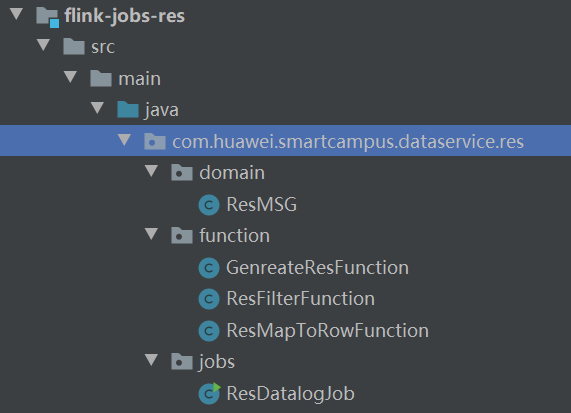 flink-jobs-res
src
main
java
com.huawei.smartcampus.dataservice.res
domain
ResMSG
function
GenreateResFunction
ResFilterFunction
ResMapToRowFunction
jobs
ResDatalogJob